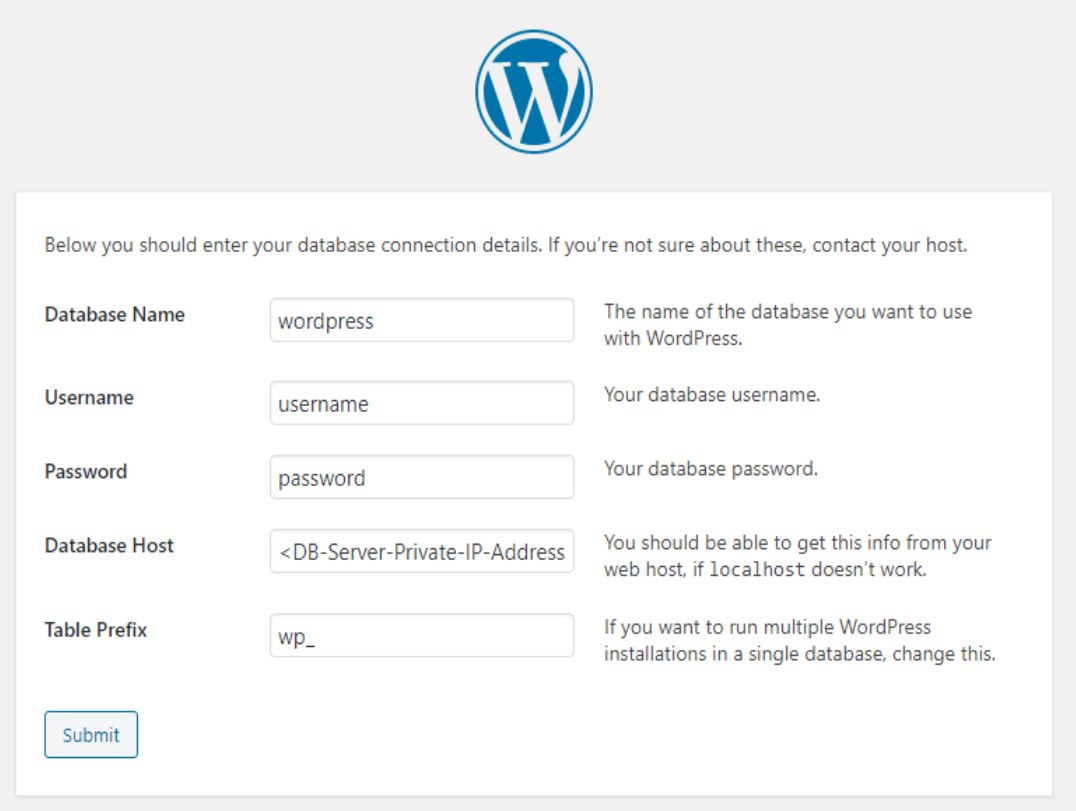 W
Below you should enter your database connection details. If you're not sure about these, contact your host.
Database Name
wordpress
The name of the database you want to use
with WordPress.
Username
username
Your database username.
Password
password
Your database password.
Database Host
<DB-Server-Private-IP-Address
You should be able to get this info from your
web host, if localhost doesn't work.
Table Prefix
wp_
If you want to run multiple WordPress
installations in a single database, change this.
Submit